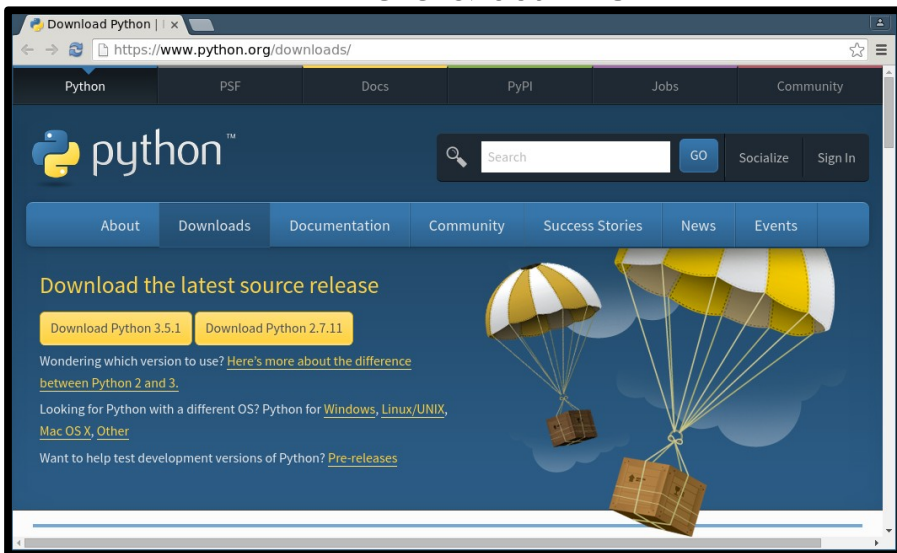 Download Python |
https://www.python.org/downloads/
Python PSF Docs PyPI Jobs Community
python™
Search GO Socialize Sign In
About Downloads Documentation Community Success Stories News Events
Download the latest source release
Download Python 3.5.1 Download Python 2.7.11
Wondering which version to use? Here's more about the difference
between Python 2 and 3.
Looking for Python with a different OS? Python for Windows, Linux/UNIX,
Mac OS X, Other
Want to help test development versions of Python? Pre-releases